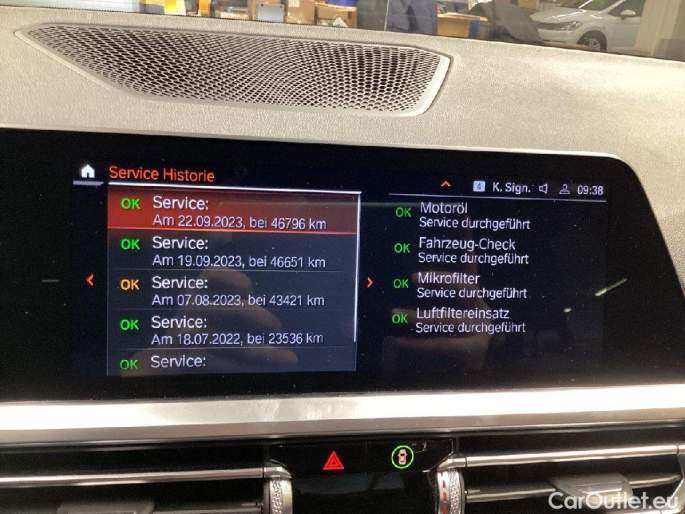 Service Historie
4 K. Sign. 09:38
OK Service:
Am 22.09.2023, bei 46796 km
OK Service:
Am 19.09.2023, bei 46651 km
OK Service:
Am 07.08.2023, bei 43421 km
OK Service:
Am 18.07.2022, bei 23536 km
OK Service:
OK Motoröl
Service durchgeführt
OK Fahrzeug-Check
Service durchgeführt
OK Mikrofilter
Service durchgeführt
OK Luftfiltereinsatz
Service durchgeführt
CarOutlet.eu